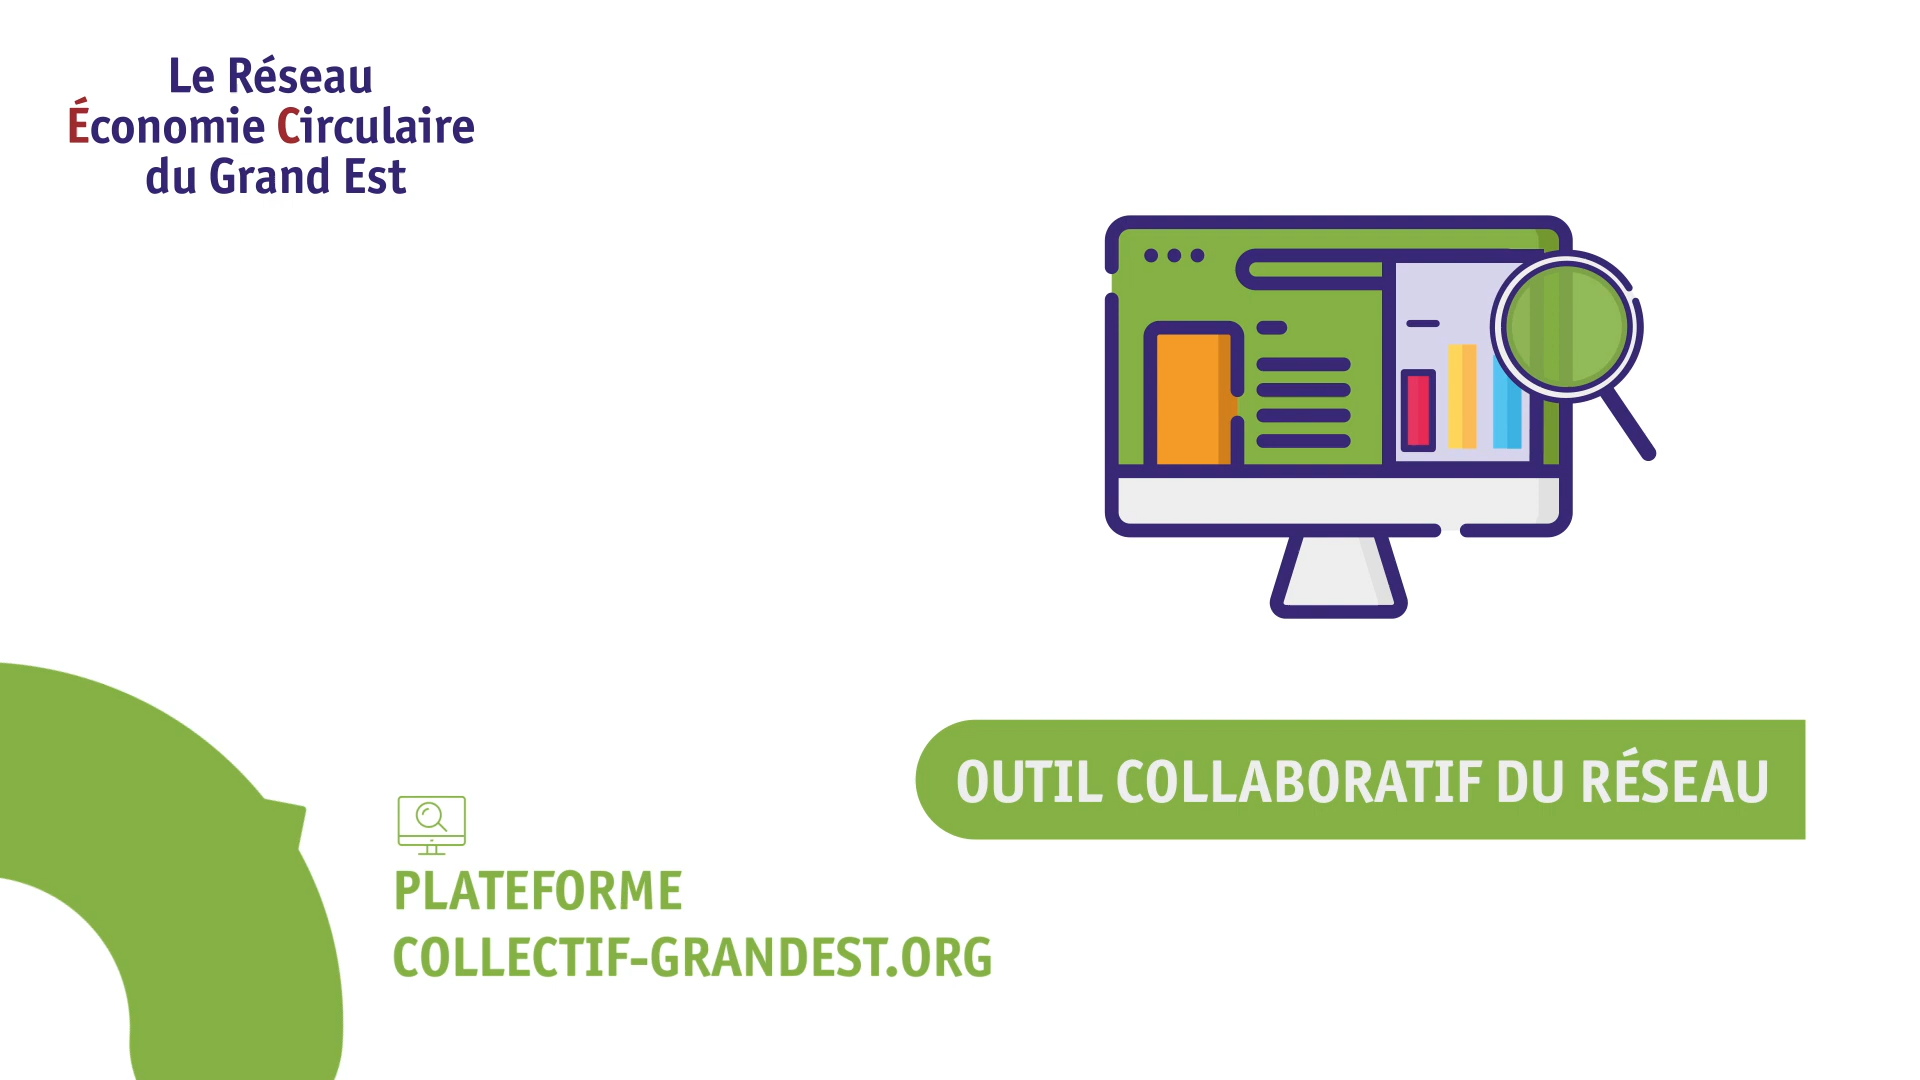 Le Réseau
Économie Circulaire
du Grand Est
OUTIL COLLABORATIF DU RÉSEAU
PLATEFORME
COLLECTIF-GRANDEST.ORG